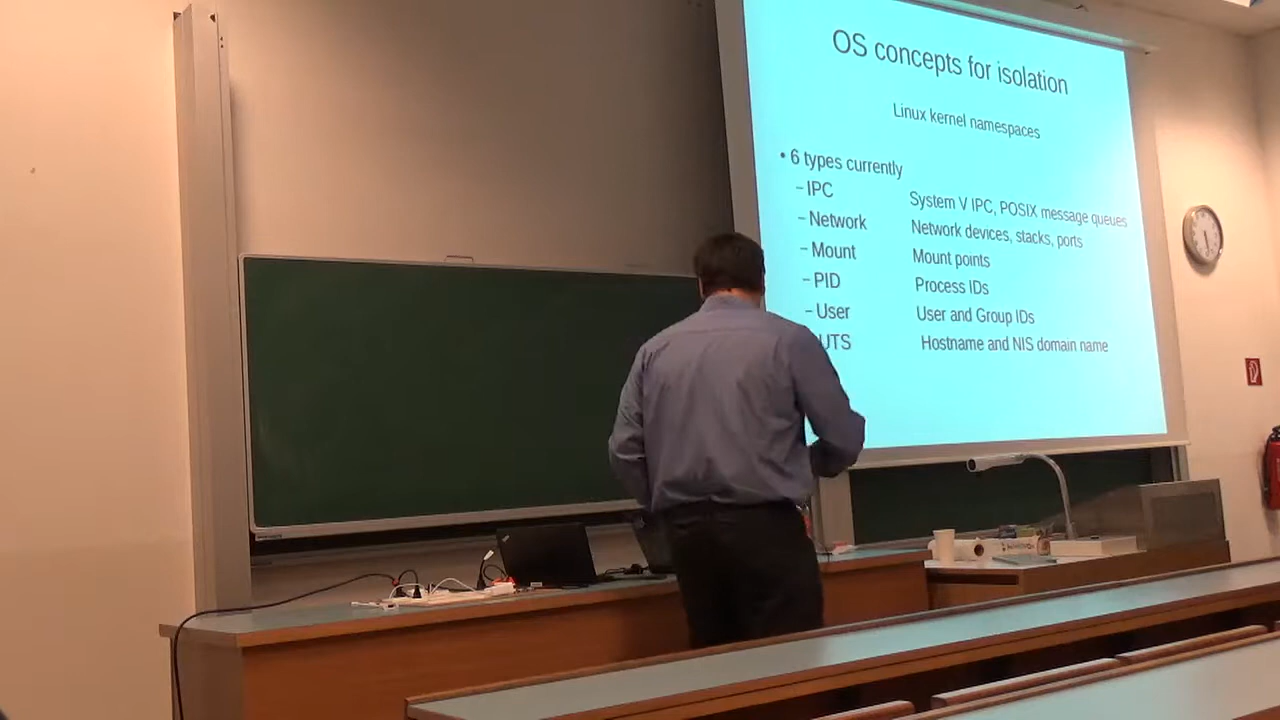 OS concepts for isolation
Linux kernel namespaces
• 6 types currently
– IPC System V IPC, POSIX message queues
– Network Network devices, stacks, ports
– Mount Mount points
– PID Process IDs
– User User and Group IDs
UTS Hostname and NIS domain name